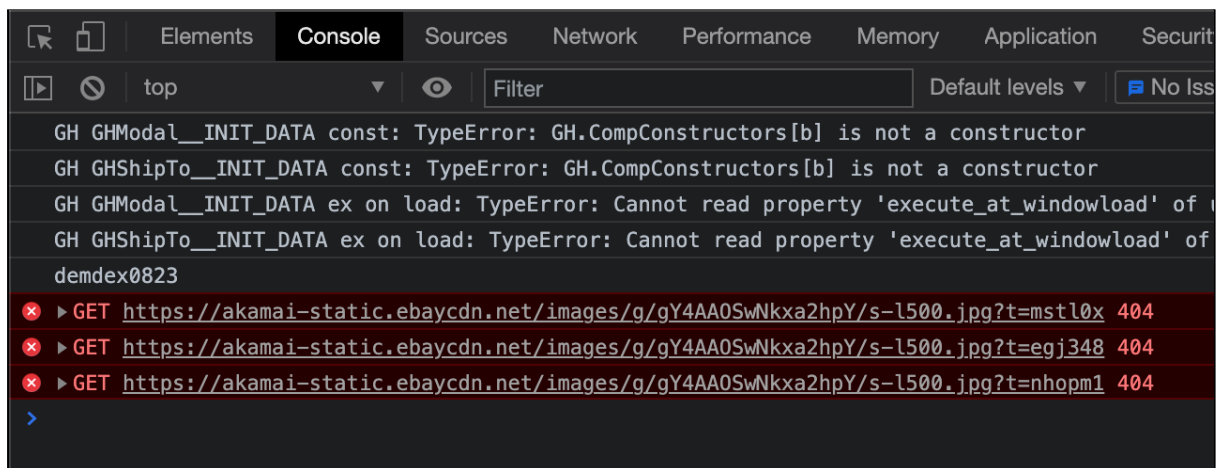 Elements Console Sources Network Performance Memory Application Securit
top Filter Default levels No Iss
GH GHModal__INIT_DATA const: TypeError: GH.CompConstructors[b] is not a constructor
GH GHShipTo__INIT_DATA const: TypeError: GH.CompConstructors[b] is not a constructor
GH GHModal__INIT_DATA ex on load: TypeError: Cannot read property 'execute_at_windowload' of
GH GHShipTo__INIT_DATA ex on load: TypeError: Cannot read property 'execute_at_windowload' of
demdex0823
GET https://akamai-static.ebaycdn.net/images/g/gY4AAOSwNkxa2hpY/s-l500.jpg?t=mstl0x 404
GET https://akamai-static.ebaycdn.net/images/g/gY4AAOSwNkxa2hpY/s-l500.jpg?t=egj348 404
GET https://akamai-static.ebaycdn.net/images/g/gY4AAOSwNkxa2hpY/s-l500.jpg?t=nhopm1 404